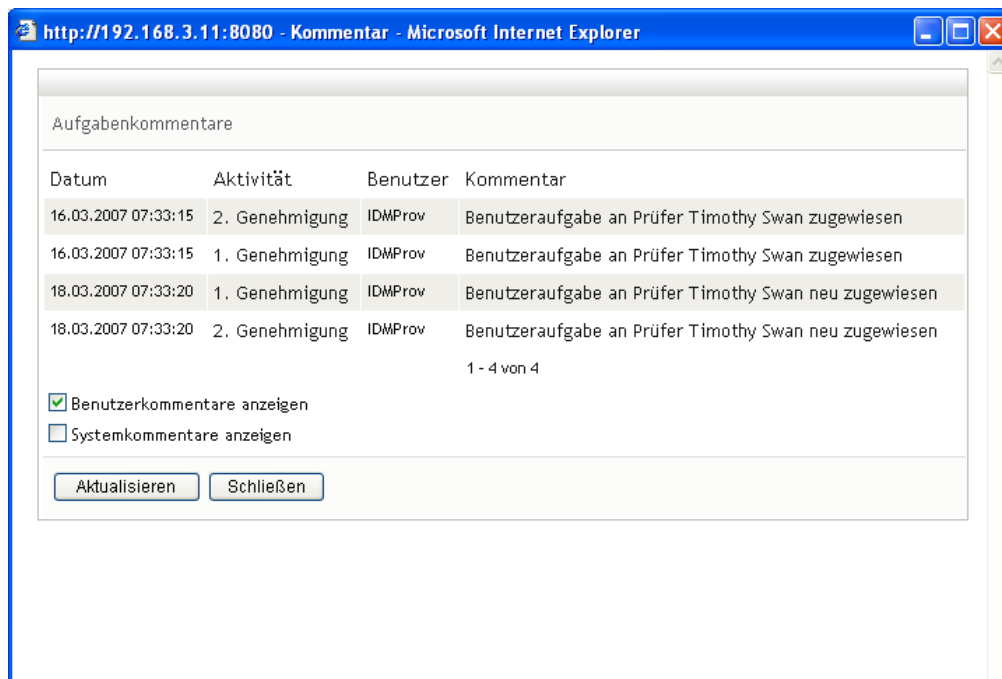 http://192.168.3.11:8080 - Kommentar - Microsoft Internet Explorer
Aufgabenkommentare
Datum Aktivität Benutzer Kommentar
16.03.2007 07:33:15 2. Genehmigung IDMProv Benutzeraufgabe an Prüfer Timothy Swan zugewiesen
16.03.2007 07:33:15 1. Genehmigung IDMProv Benutzeraufgabe an Prüfer Timothy Swan zugewiesen
18.03.2007 07:33:20 1. Genehmigung IDMProv Benutzeraufgabe an Prüfer Timothy Swan neu zugewiesen
18.03.2007 07:33:20 2. Genehmigung IDMProv Benutzeraufgabe an Prüfer Timothy Swan neu zugewiesen
1 - 4 von 4
Benutzerkommentare anzeigen
Systemkommentare anzeigen
Aktualisieren Schließen